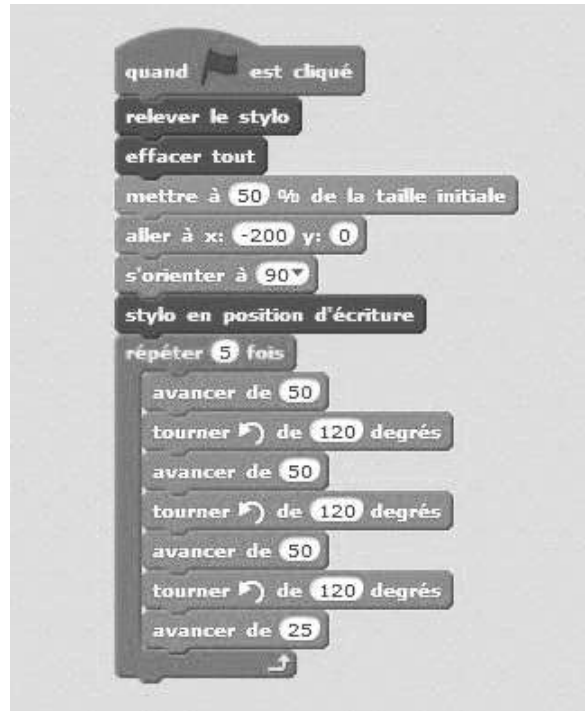 quand est cliqué
relever le stylo
effacer tout
mettre à 50 % de la taille initiale
aller à x: -200 y: 0
s'orienter à 90
stylo en position d'écriture
répéter 5 fois
avancer de 50
tourner de 120 degrés
avancer de 50
tourner de 120 degrés
avancer de 50
tourner de 120 degrés
avancer de 25